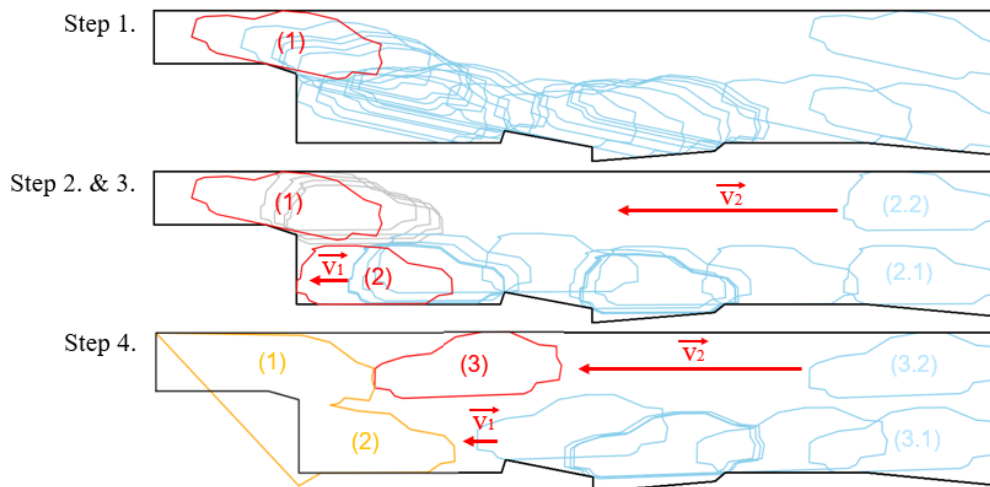 Step 1.
(1)
Step 2. & 3.
(1)
v₂
(2.2)
v₁
(2)
(2.1)
Step 4.
(1)
(3)
v₂
(3.2)
v₁
(2)
(3.1)